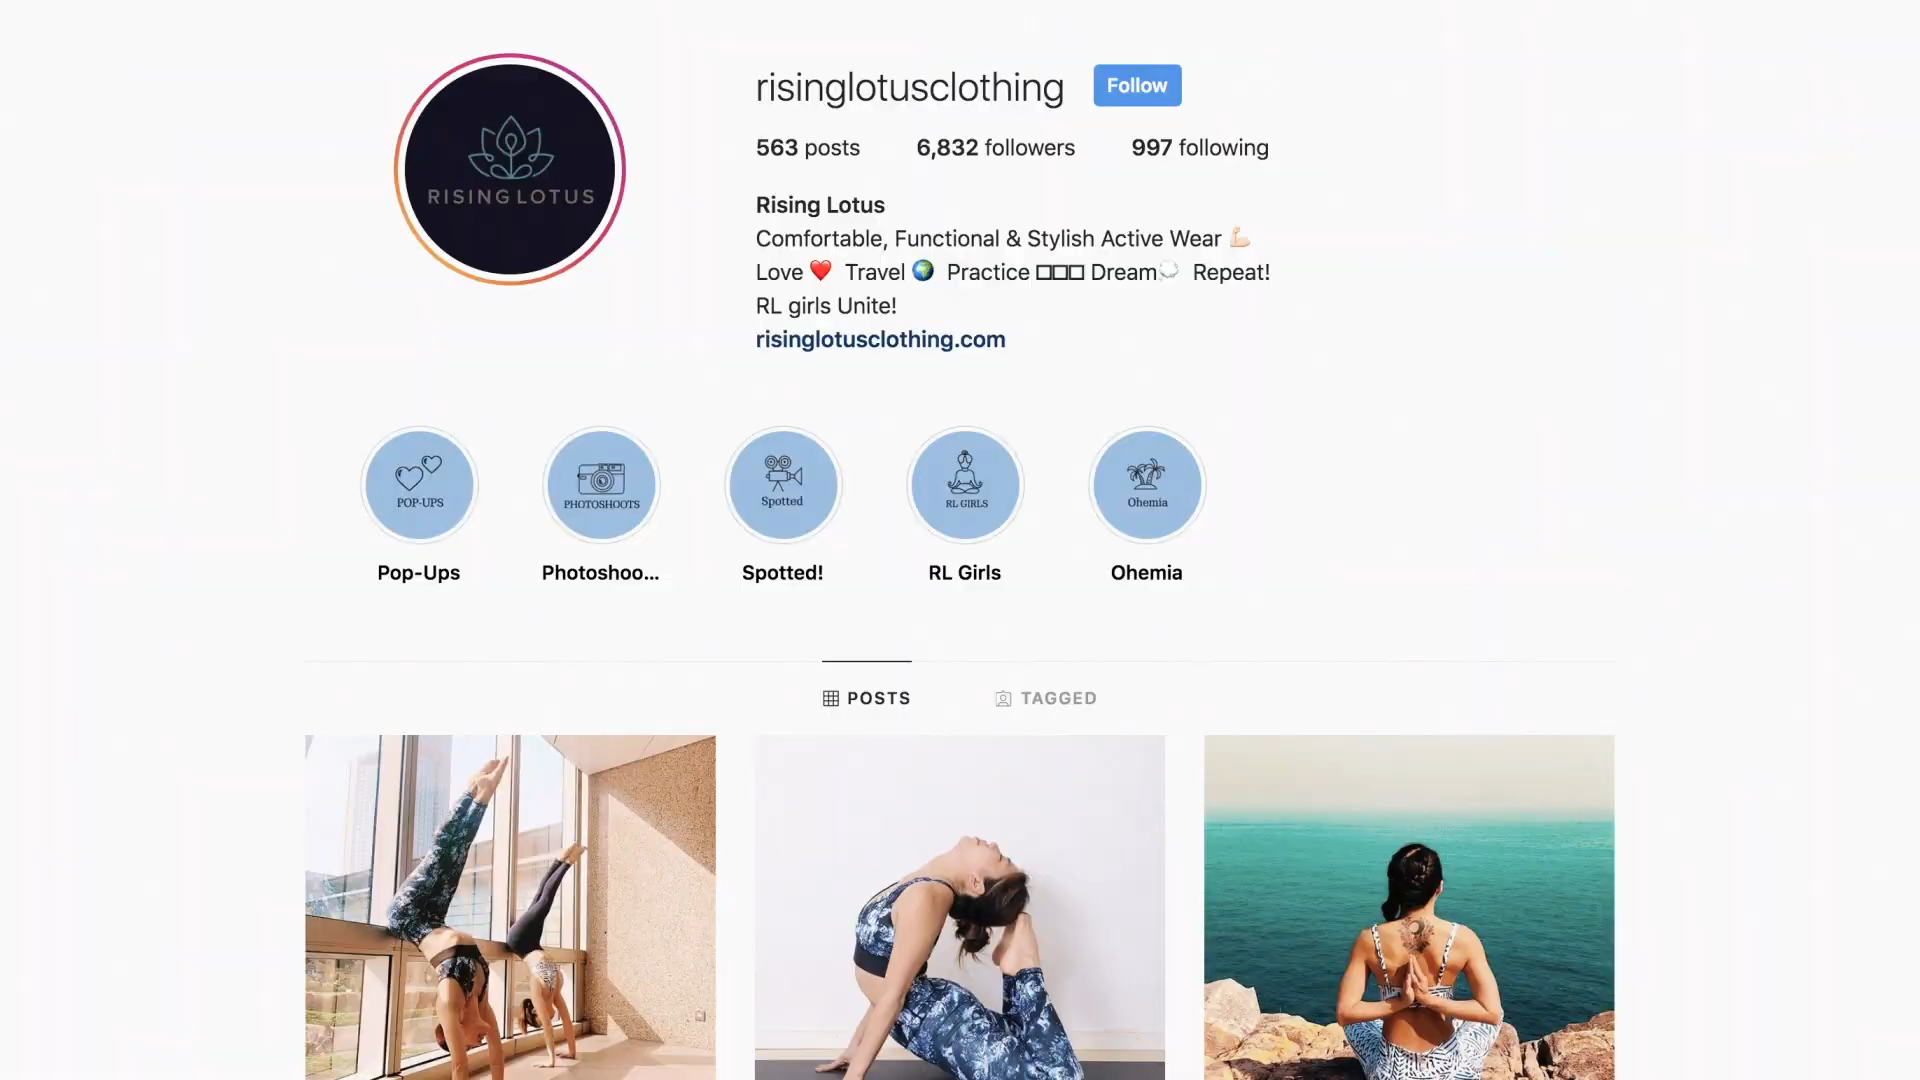 RISING LOTUS
risinglotusclothing Follow
563 posts 6,832 followers 997 following
Rising Lotus
Comfortable, Functional & Stylish Active Wear 💪🏻
Love ❤️ Travel 🌍 Practice □□□ Dream💭 Repeat!
RL girls Unite!
risinglotusclothing.com
POP-UPS PHOTOSHOOTS Spotted RL GIRLS Ohemia
Pop-Ups Photoshoo... Spotted! RL Girls Ohemia
POSTS TAGGED